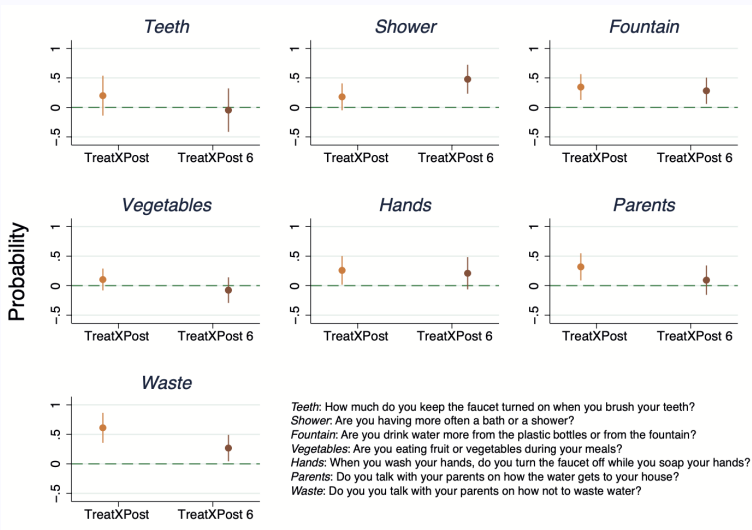 Teeth
Shower
Fountain
1
.5
0
-.5
TreatXPost
TreatXPost 6
1
.5
0
-.5
TreatXPost
TreatXPost 6
1
.5
0
-.5
TreatXPost
TreatXPost 6
Probability
Vegetables
Hands
Parents
1
.5
0
-.5
TreatXPost
TreatXPost 6
1
.5
0
-.5
TreatXPost
TreatXPost 6
1
.5
0
-.5
TreatXPost
TreatXPost 6
Waste
1
.5
0
-.5
TreatXPost
TreatXPost 6
Teeth: How much do you keep the faucet turned on when you brush your teeth?
Shower: Are you having more often a bath or a shower?
Fountain: Are you drink water more from the plastic bottles or from the fountain?
Vegetables: Are you eating fruit or vegetables during your meals?
Hands: When you wash your hands, do you turn the faucet off while you soap your hands?
Parents: Do you talk with your parents on how the water gets to your house?
Waste: Do you you talk with your parents on how not to waste water?